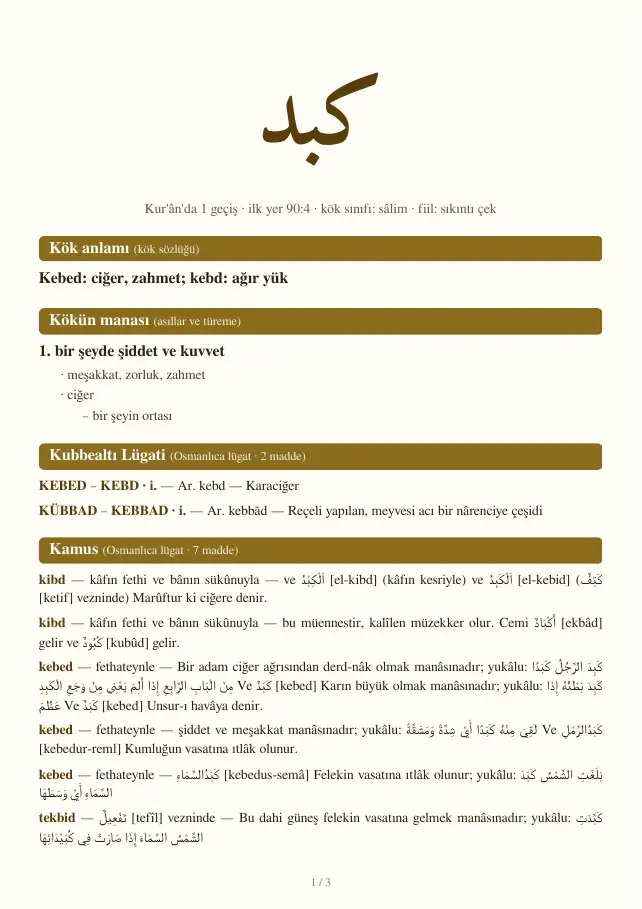 كبد
Kur'ân'da 1 geçiş · ilk yer 90:4 · kök sınıfı: sâlim · fiil: sıkıntı çek
Kök anlamı (kök sözlüğü)
Kebed: ciğer, zahmet; kebd: ağır yük
Kökün manası (asıllar ve türeme)
1. bir şeyde şiddet ve kuvvet
· meşakkat, zorluk, zahmet
· ciğer
– bir şeyin ortası
Kubbealtı Lügati (Osmanlıca lügat · 2 madde)
KEBED – KEBD · i. — Ar. kebd — Karaciğer
KÜBBAD – KEBBAD · i. — Ar. kebbād — Reçeli yapılan, meyvesi acı bir nârenciye çeşidi
Kamus (Osmanlıca lügat · 7 madde)
kibd — kâfın fethi ve bânın sükûnuyla — ve اَلْكِبْدُ [el-kibd] (kâfın kesriyle) ve اَلْكَبِدُ [el-kebid] (كَتِفٌ
[ketif] vezninde) Marûftur ki ciğere denir.
kibd — kâfın fethi ve bânın sükûnuyla — bu müennestir, kalîlen müzekker olur. Cemi أَكْبَادٌ [ekbâd]
gelir ve كُبُودٌ [kubûd] gelir.
kebed — fethateynle — Bir adam ciğer ağrısından derd-nâk olmak manâsınadır; yukâlu: كَبِدَ الرَّجُلُ كَبَدًا
مِنَ الْبَابِ الرَّابِعِ إِذَا أَلِمَ يَعْنِي مِنْ وَجَعِ الْكَبِدِ Ve كَبَدٌ [kebed] Karın büyük olmak manâsınadır; yukâlu: كَبِدَ بَطْنُهُ إِذَا
عَظُمَ Ve كَبَدٌ [kebed] Unsur-ı havâya denir.
kebed — fethateynle — şiddet ve meşakkat manâsınadır; yukâlu: لَقِيَ مِنْهُ كَبَدًا أَيْ شِدَّةً وَمَشَقَّةً Ve كَبَدُالرَّمْلِ
[kebedur-reml] Kumluğun vasatına ıtlâk olunur.
kebed — fethateynle — كَبَدُالسَّمَاءِ [kebedus-semâ] Felekin vasatına ıtlâk olunur; yukâlu: بَلَغَتِ الشَّمْسُ كَبَدَ
السَّمَاءِ أَيْ وَسَطَهَا
tekbid — تَفْعِيلٌ [tefîl] vezninde — Bu dahi güneş felekin vasatına gelmek manâsınadır; yukâlu: كَبَّدَتِ
الشَّمْسُ السَّمَاءَ إِذَا صَارَتْ فِي كُبَيْدَائِهَا
1 / 3